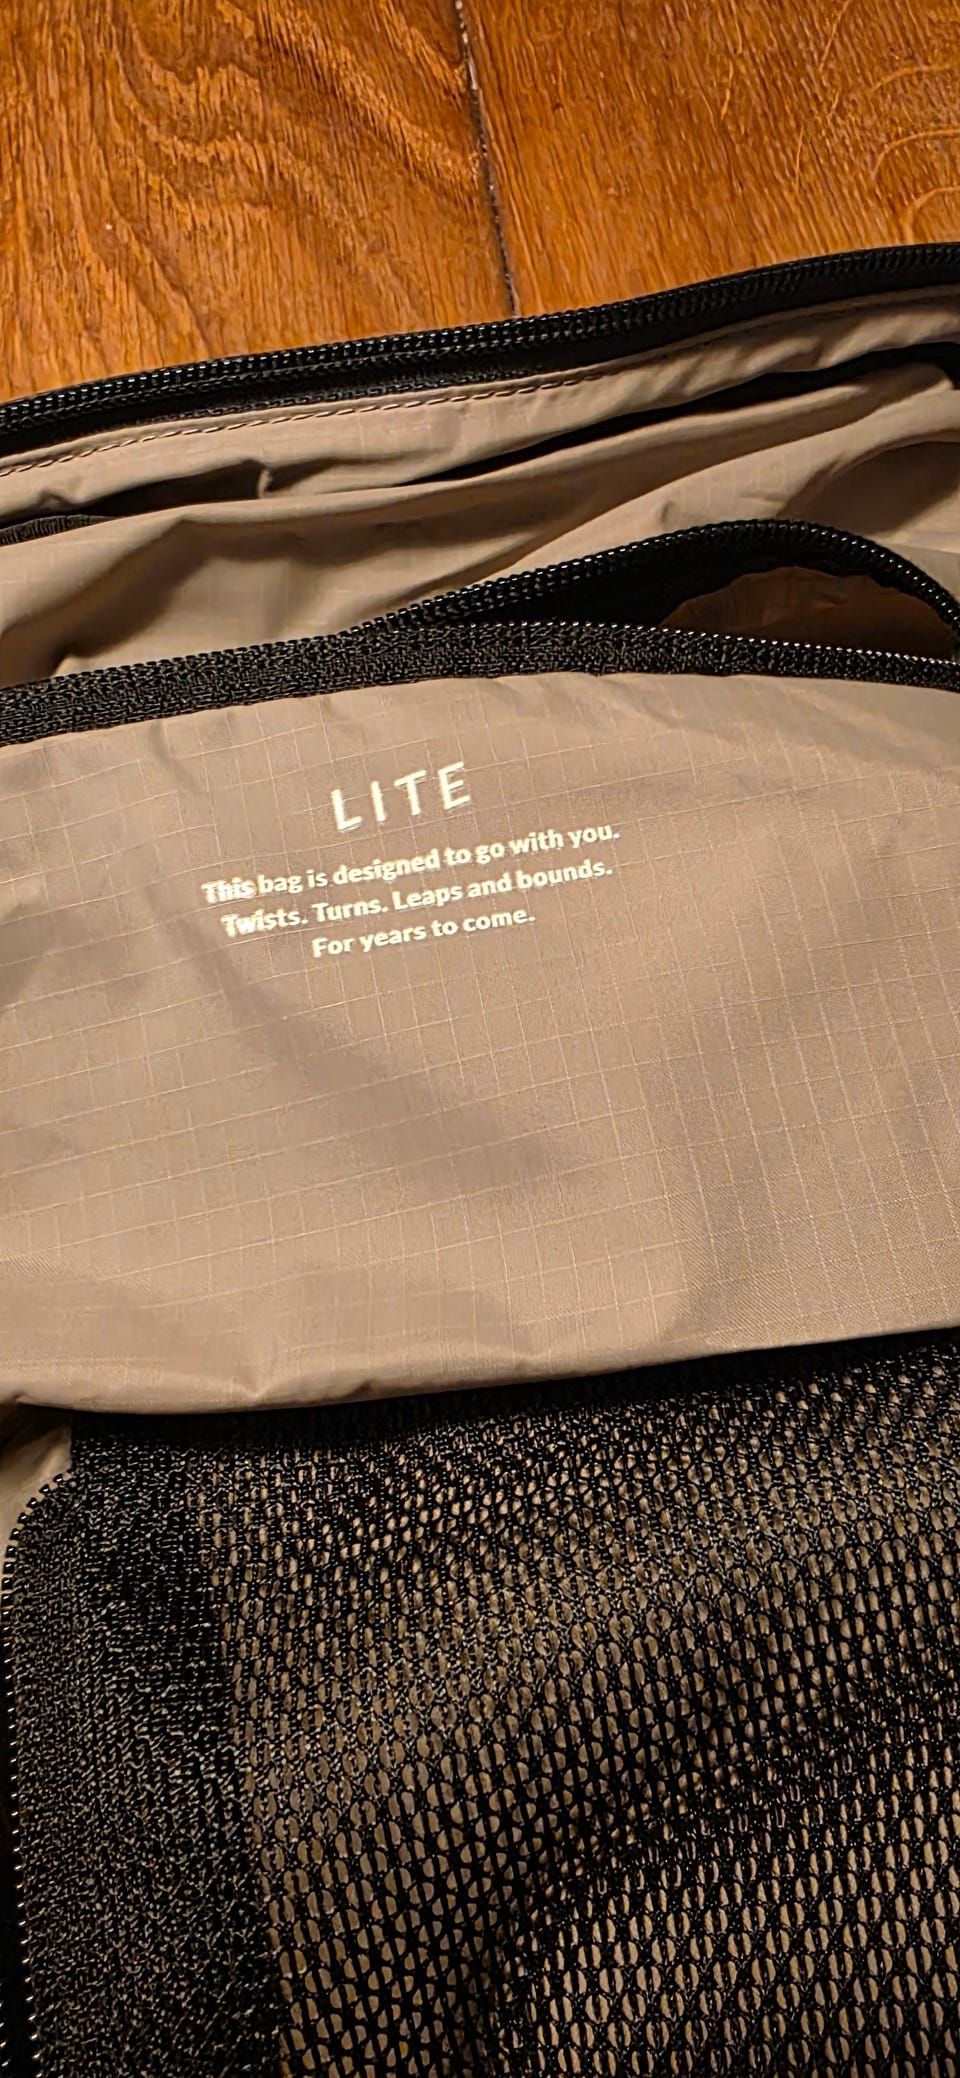 LITE
This bag is designed to go with you.
Twists. Turns. Leaps and bounds.
For years to come.